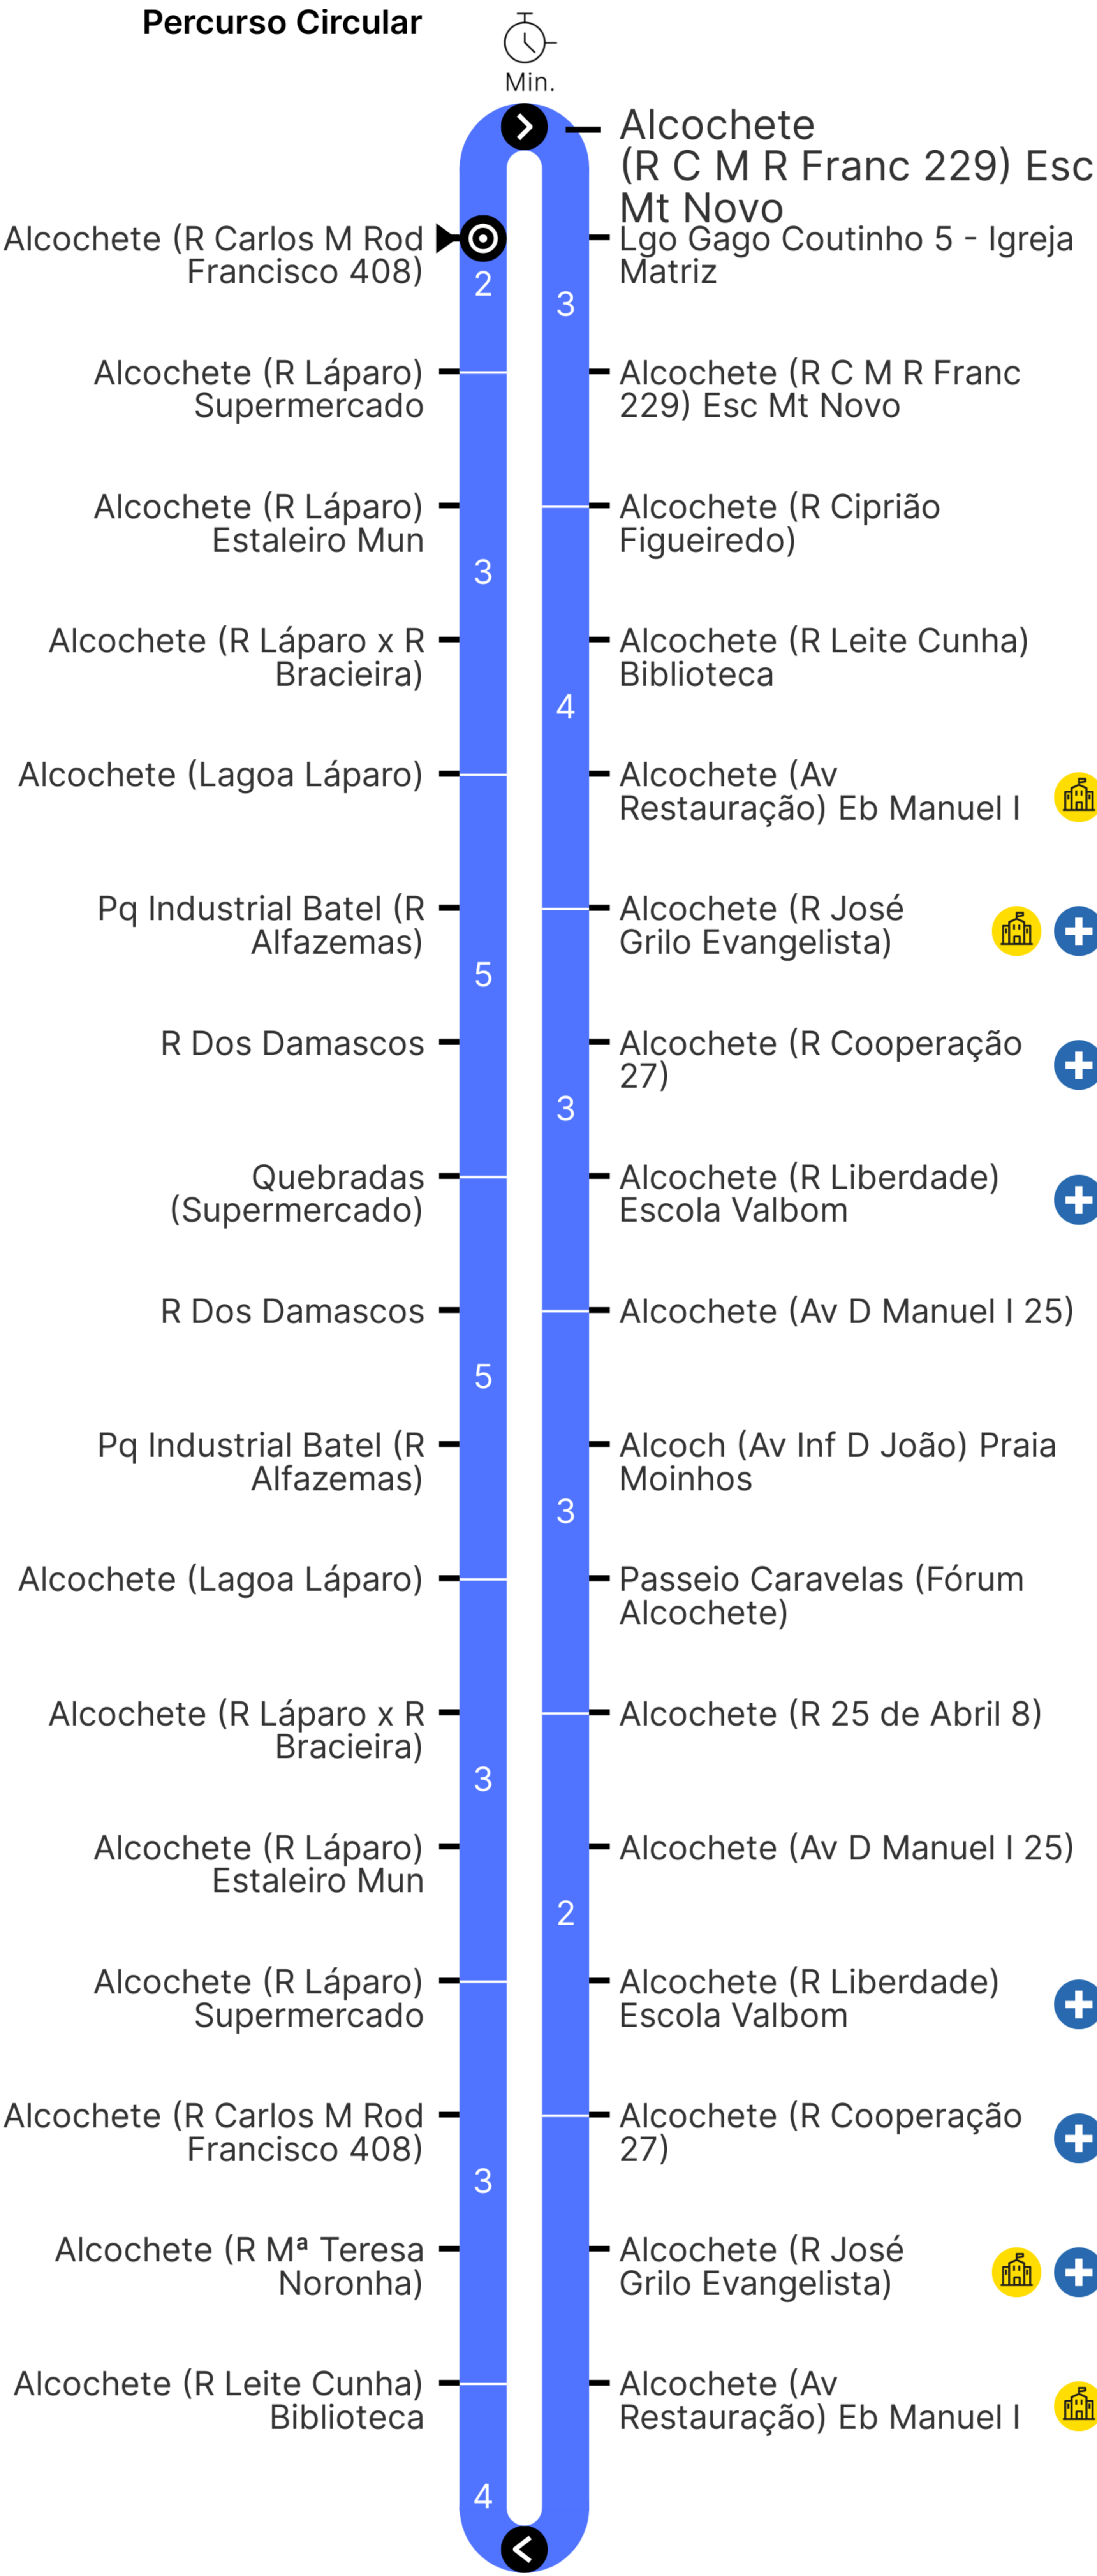 Percurso Circular
Min.
Alcochete
(R C M R Franc 229) Esc
Mt Novo
Alcochete (R Carlos M Rod
Francisco 408)
2
3
Lgo Gago Coutinho 5 - Igreja
Matriz
Alcochete (R Láparo)
Supermercado
Alcochete (R C M R Franc
229) Esc Mt Novo
Alcochete (R Láparo)
Estaleiro Mun
3
Alcochete (R Ciprião
Figueiredo)
Alcochete (R Láparo x R
Bracieira)
4
Alcochete (R Leite Cunha)
Biblioteca
Alcochete (Lagoa Láparo)
Alcochete (Av
Restauração) Eb Manuel I
Pq Industrial Batel (R
Alfazemas)
5
Alcochete (R José
Grilo Evangelista)
R Dos Damascos
3
Alcochete (R Cooperação
27)
Quebradas
(Supermercado)
Alcochete (R Liberdade)
Escola Valbom
R Dos Damascos
5
Alcochete (Av D Manuel I 25)
Pq Industrial Batel (R
Alfazemas)
3
Alcoch (Av Inf D João) Praia
Moinhos
Alcochete (Lagoa Láparo)
Passeio Caravelas (Fórum
Alcochete)
Alcochete (R Láparo x R
Bracieira)
3
Alcochete (R 25 de Abril 8)
Alcochete (R Láparo)
Estaleiro Mun
2
Alcochete (Av D Manuel I 25)
Alcochete (R Láparo)
Supermercado
Alcochete (R Liberdade)
Escola Valbom
Alcochete (R Carlos M Rod
Francisco 408)
3
Alcochete (R Cooperação
27)
Alcochete (R Mª Teresa
Noronha)
Alcochete (R José
Grilo Evangelista)
Alcochete (R Leite Cunha)
Biblioteca
4
Alcochete (Av
Restauração) Eb Manuel I